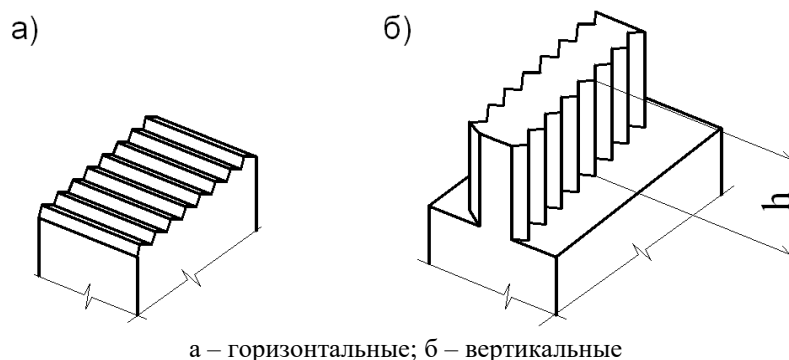 а)
б)
h
а – горизонтальные; б – вертикальные